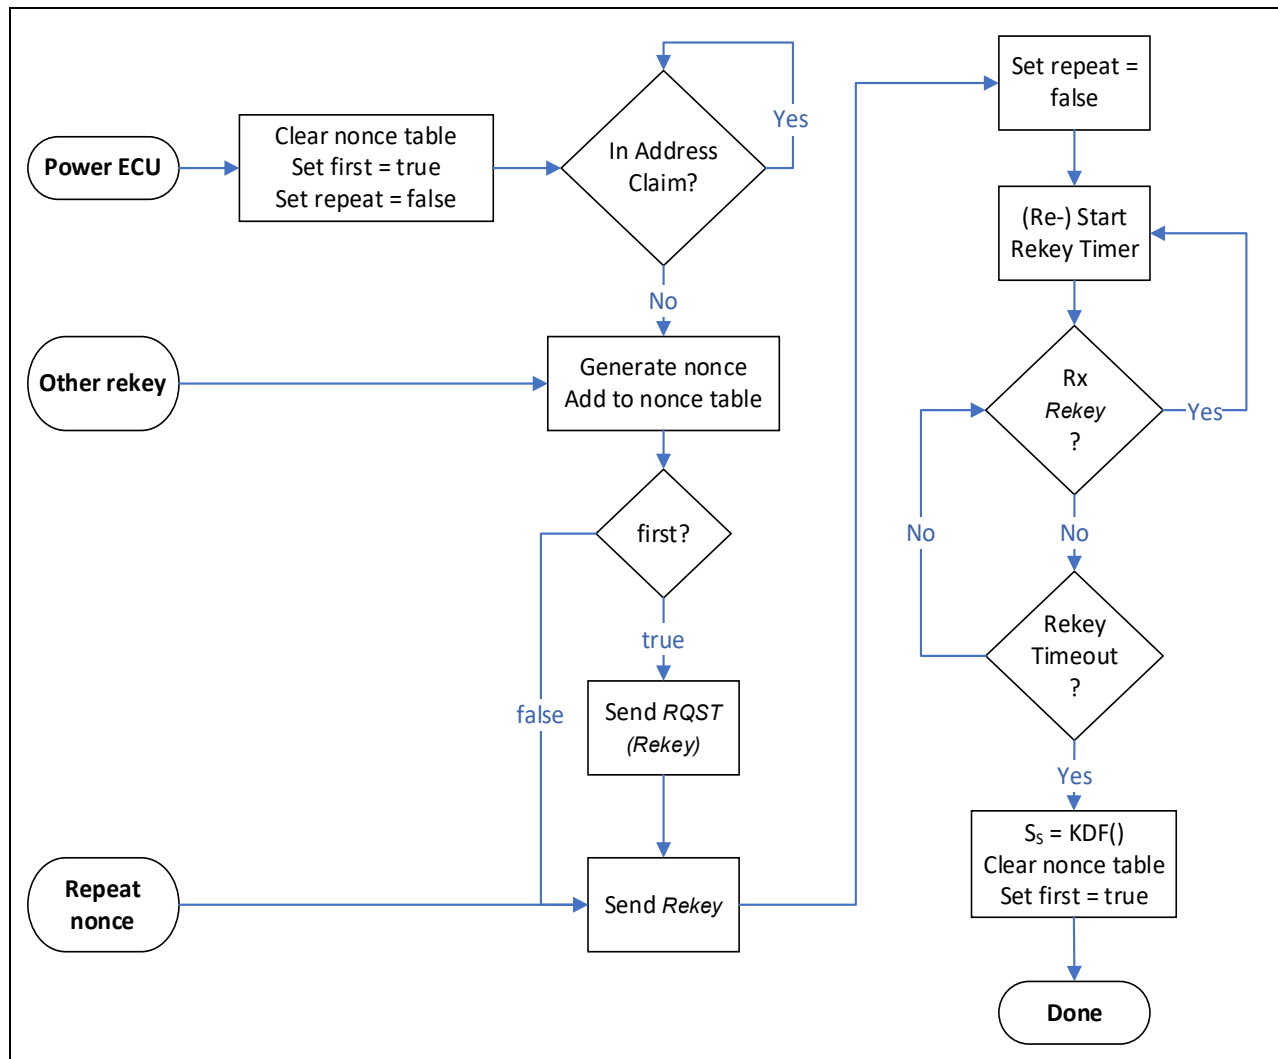 Power ECU
Clear nonce table
Set first = true
Set repeat = false
In Address
Claim?
Yes
No
Other rekey
Generate nonce
Add to nonce table
first?
true
false
Send RQST
(Rekey)
Repeat
nonce
Send Rekey
Set repeat =
false
(Re-) Start
Rekey Timer
Rx
Rekey
?
Yes
No
No
Rekey
Timeout
?
Yes
Sₛ = KDF()
Clear nonce table
Set first = true
Done